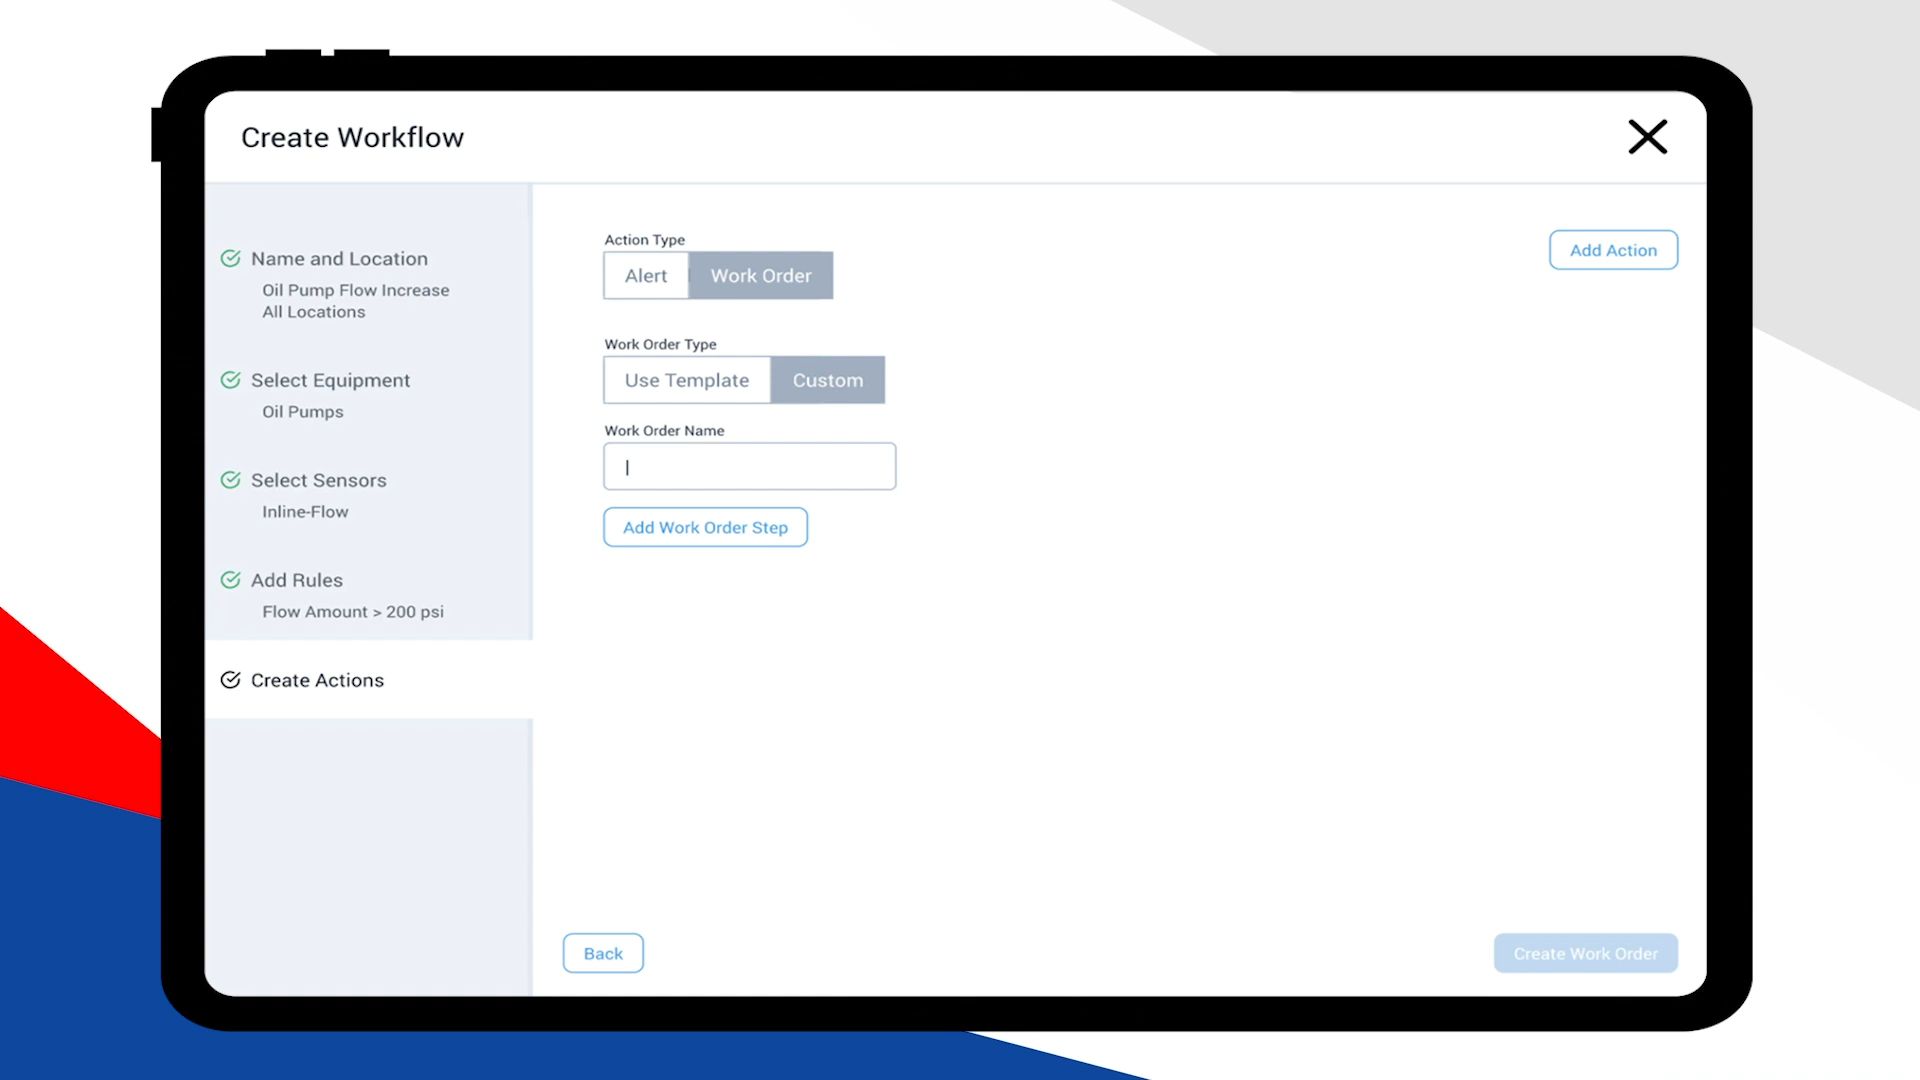 Create Workflow
Name and Location
Oil Pump Flow Increase
All Locations
Select Equipment
Oil Pumps
Select Sensors
Inline-Flow
Add Rules
Flow Amount > 200 psi
Create Actions
Action Type
Alert Work Order
Add Action
Work Order Type
Use Template Custom
Work Order Name
Add Work Order Step
Back
Create Work Order